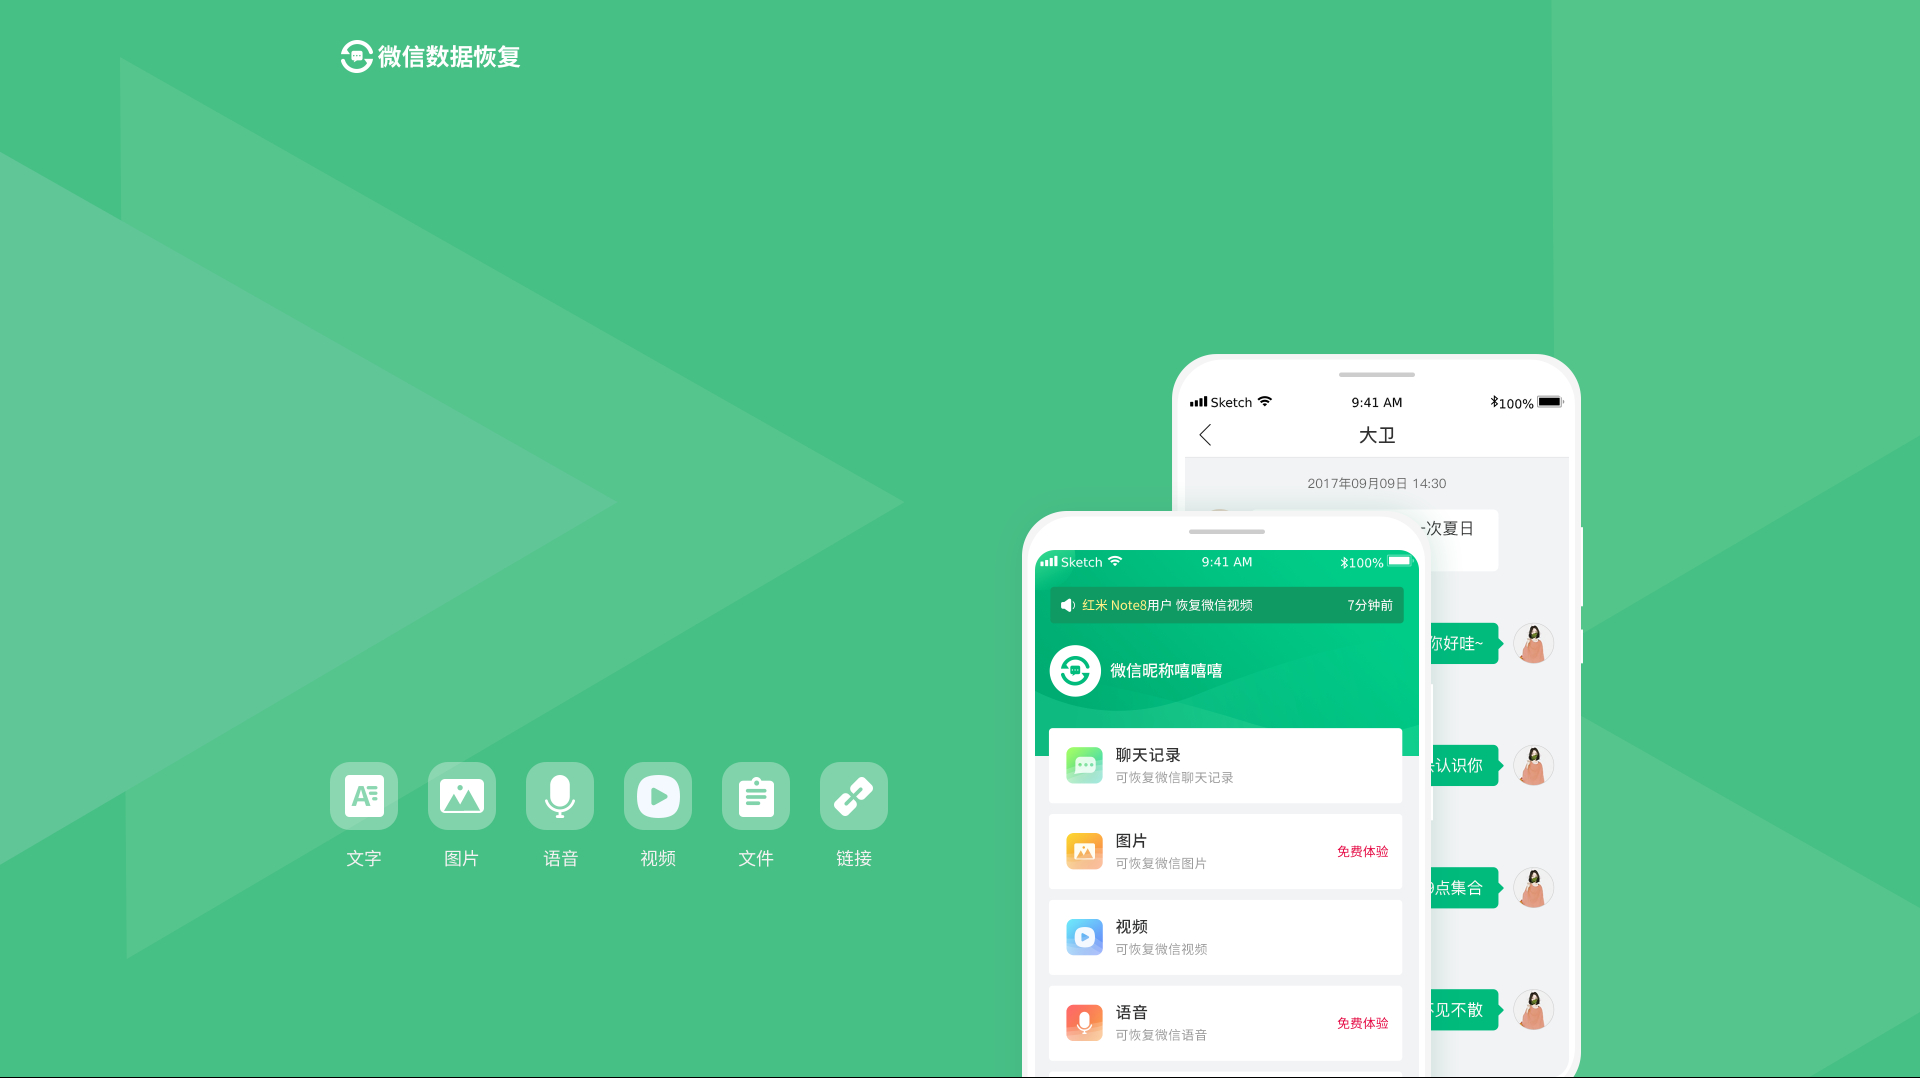 微信数据恢复
文字
图片
语音
视频
文件
链接
Sketch
9:41 AM
100%
大卫
2017年09月09日 14:30
次夏日
你好哇~
认识你
9点集合
见不散
Sketch
9:41 AM
100%
红米 Note8用户 恢复微信视频
7分钟前
微信昵称嘻嘻嘻
聊天记录
可恢复微信聊天记录
图片
可恢复微信图片
免费体验
视频
可恢复微信视频
语音
可恢复微信语音
免费体验